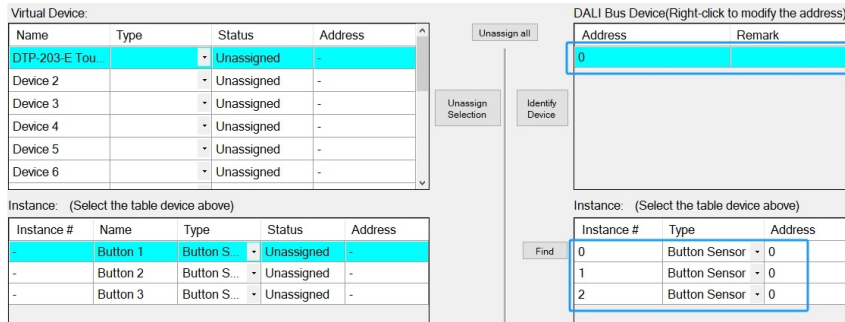 Virtual Device:
Name Type Status Address
DTP-203-E Tou... Unassigned -
Device 2 Unassigned -
Device 3 Unassigned -
Device 4 Unassigned -
Device 5 Unassigned -
Device 6 Unassigned -
Unassign all
Unassign Selection
Identify Device
DALI Bus Device(Right-click to modify the address)
Address Remark
0
Instance: (Select the table device above)
Instance # Name Type Status Address
- Button 1 Button S... Unassigned -
- Button 2 Button S... Unassigned -
- Button 3 Button S... Unassigned -
Find
Instance: (Select the table device above)
Instance # Type Address
0 Button Sensor 0
1 Button Sensor 0
2 Button Sensor 0